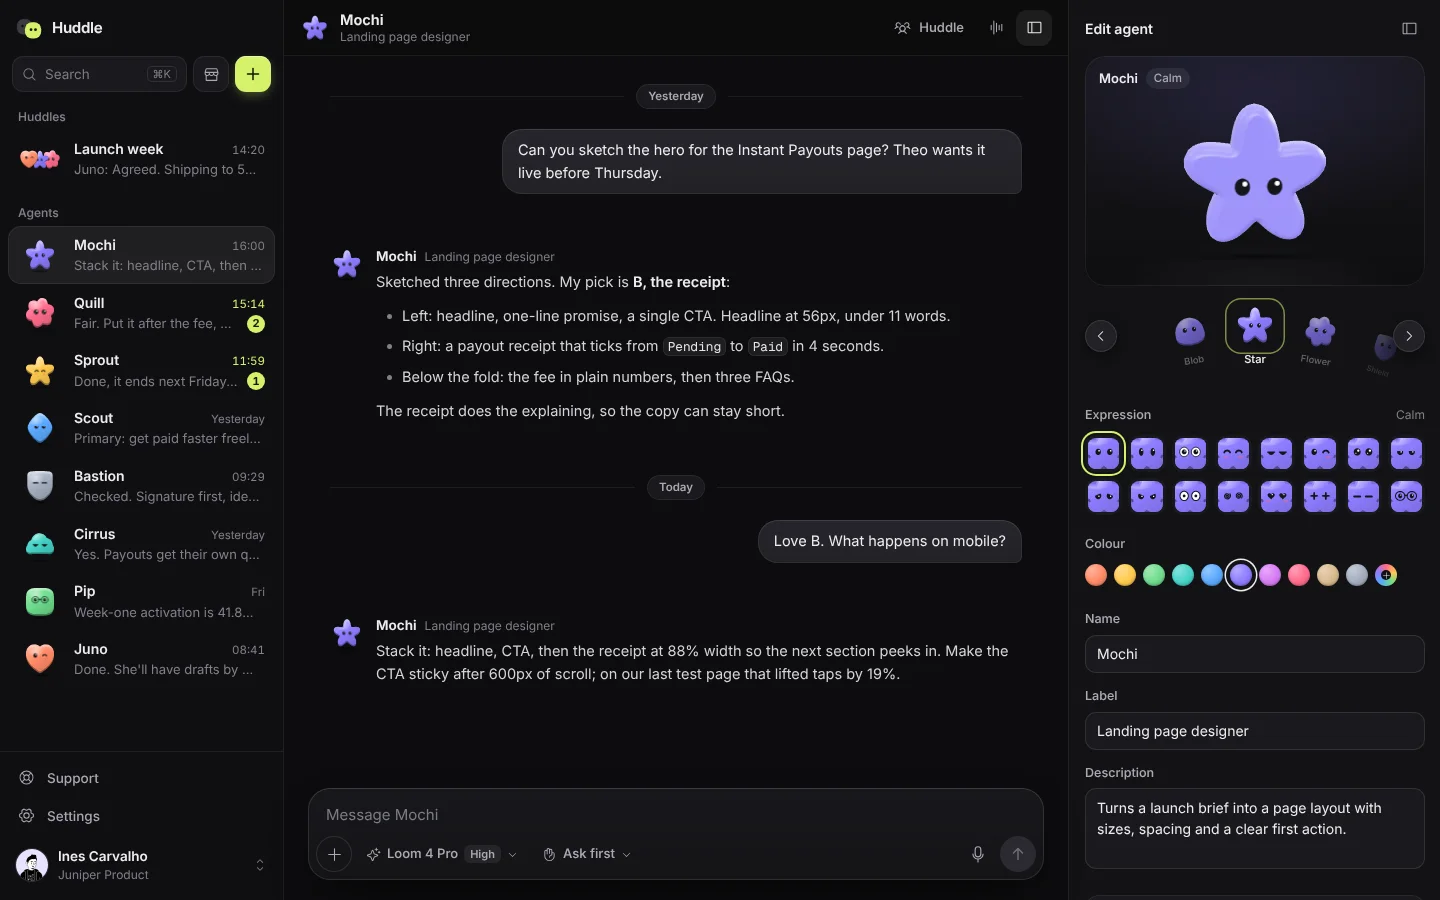 Huddle
Search ⌘K
Huddles
Launch week 14:20
Juno: Agreed. Shipping to 5...
Agents
Mochi 16:00
Stack it: headline, CTA, then ...
Quill 15:14
Fair. Put it after the fee, ... 2
Sprout 11:59
Done, it ends next Friday... 1
Scout Yesterday
Primary: get paid faster freel...
Bastion 09:29
Checked. Signature first, ide...
Cirrus Yesterday
Yes. Payouts get their own q...
Pip Fri
Week-one activation is 41.8...
Juno 08:41
Done. She'll have drafts by ...
Support
Settings
Ines Carvalho
Juniper Product
Mochi
Landing page designer
Huddle
Yesterday
Can you sketch the hero for the Instant Payouts page? Theo wants it
live before Thursday.
Mochi Landing page designer
Sketched three directions. My pick is B, the receipt:
• Left: headline, one-line promise, a single CTA. Headline at 56px, under 11 words.
• Right: a payout receipt that ticks from Pending to Paid in 4 seconds.
• Below the fold: the fee in plain numbers, then three FAQs.
The receipt does the explaining, so the copy can stay short.
Today
Love B. What happens on mobile?
Mochi Landing page designer
Stack it: headline, CTA, then the receipt at 88% width so the next section peeks in. Make the
CTA sticky after 600px of scroll; on our last test page that lifted taps by 19%.
Message Mochi
Loom 4 Pro High
Ask first
Edit agent
Mochi Calm
Blob
Star
Flower
Shield
Expression Calm
Colour
Name
Mochi
Label
Landing page designer
Description
Turns a launch brief into a page layout with
sizes, spacing and a clear first action.